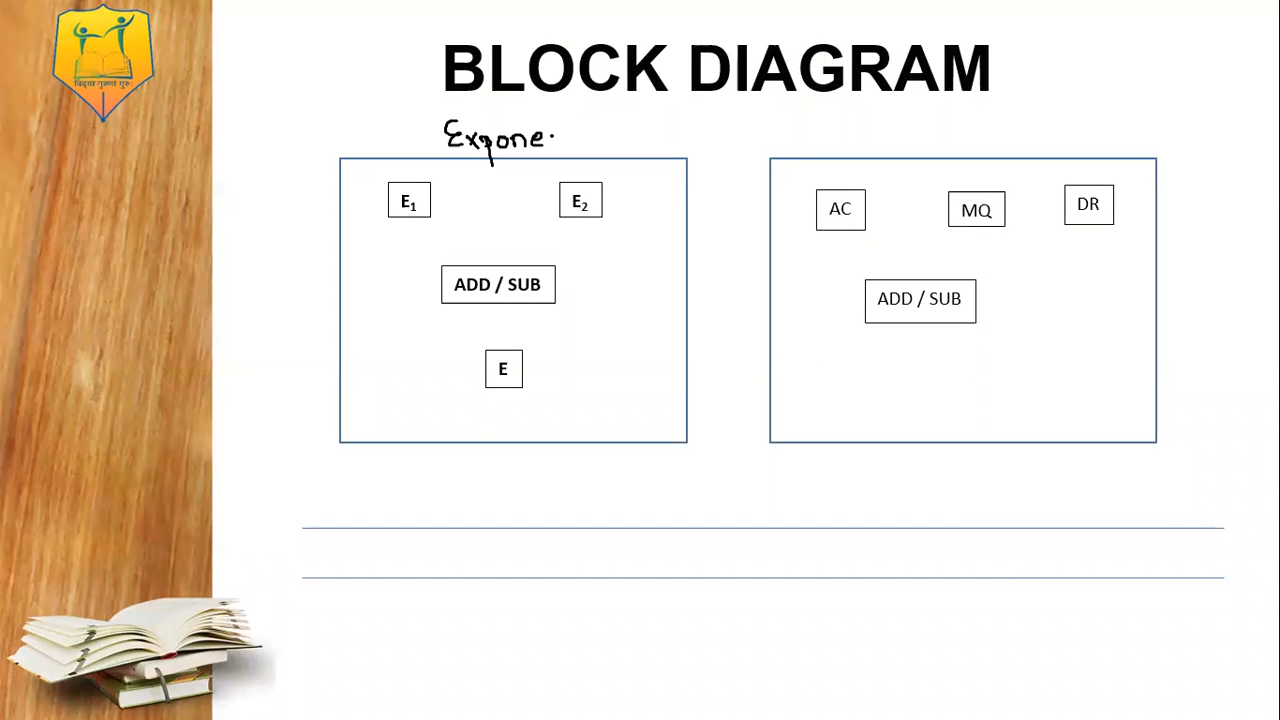 विद्या गुरूणां गुरुः
BLOCK DIAGRAM
Expone
E1 E2
ADD / SUB
E
AC MQ DR
ADD / SUB